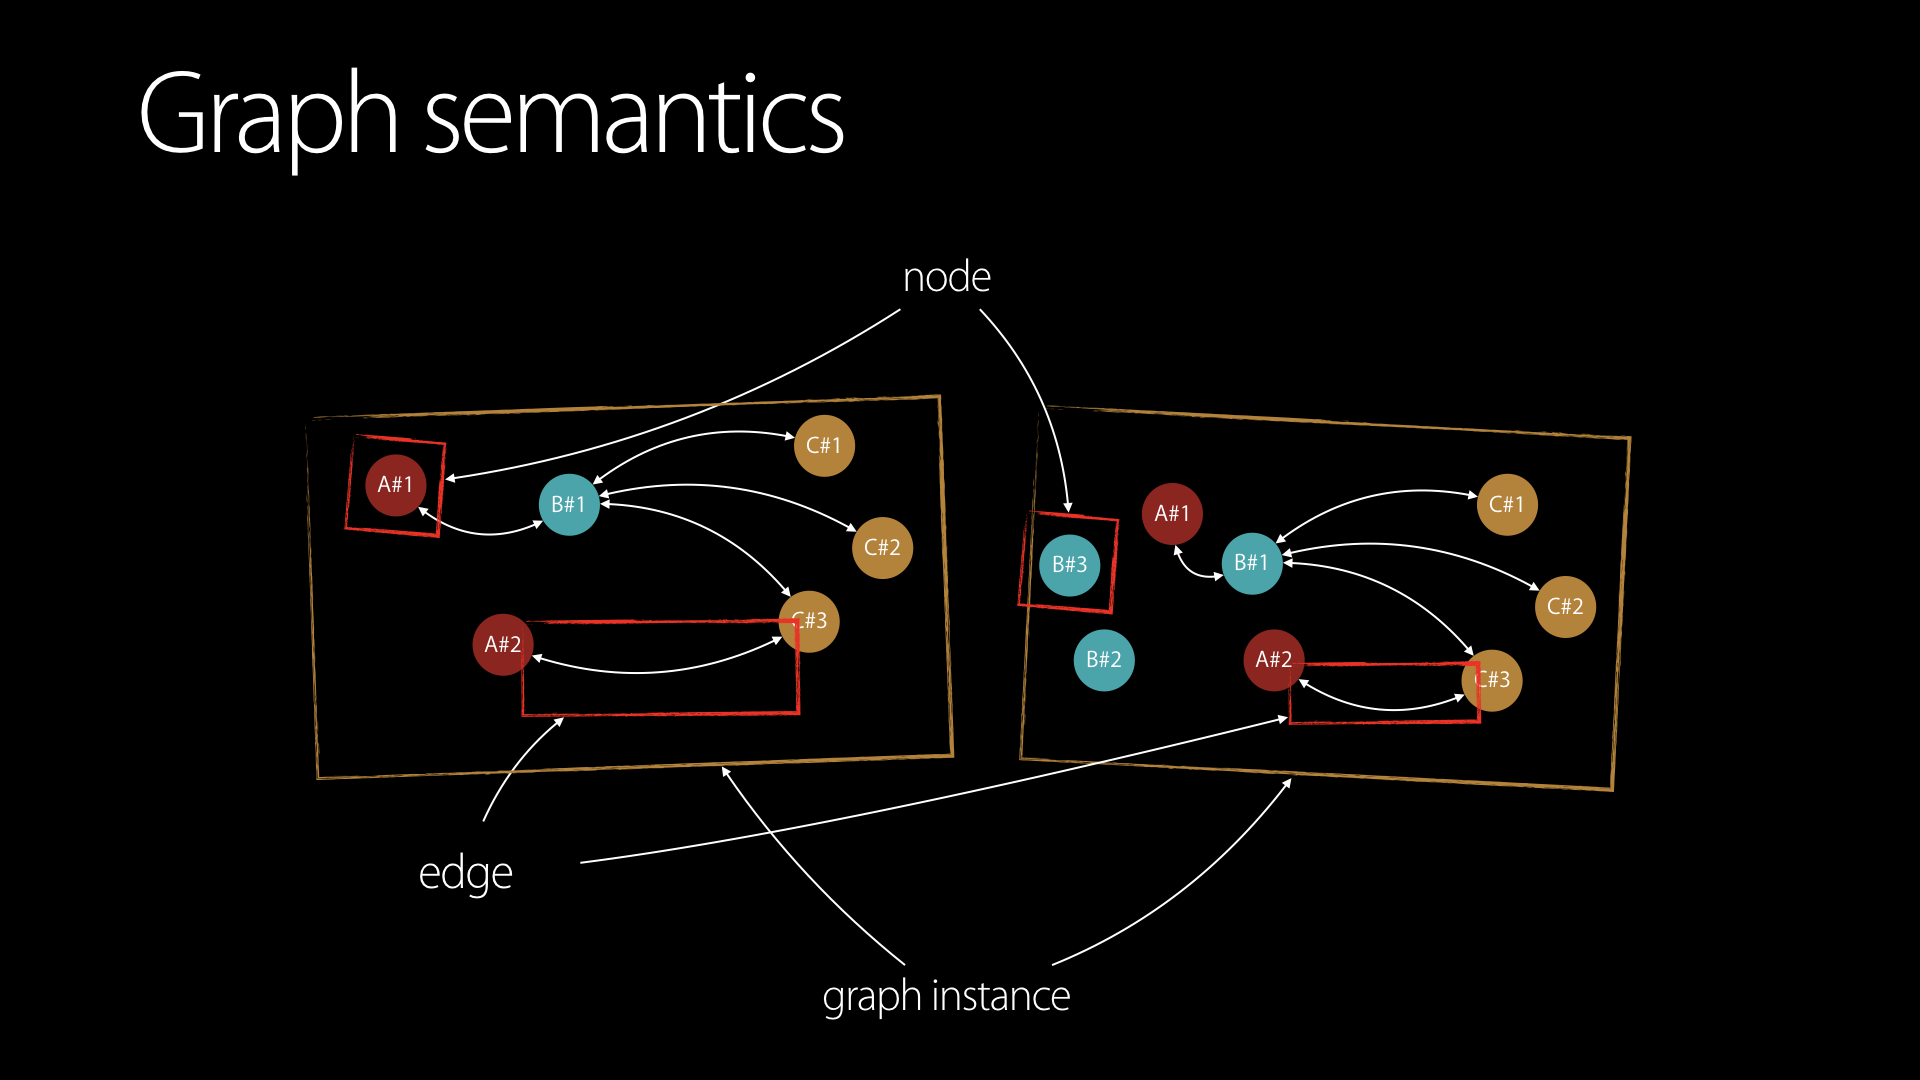 Graph semantics
node
A#1
B#1
C#1
C#2
C#3
A#2
A#1
B#3
B#1
C#1
C#2
B#2
A#2
C#3
edge
graph instance